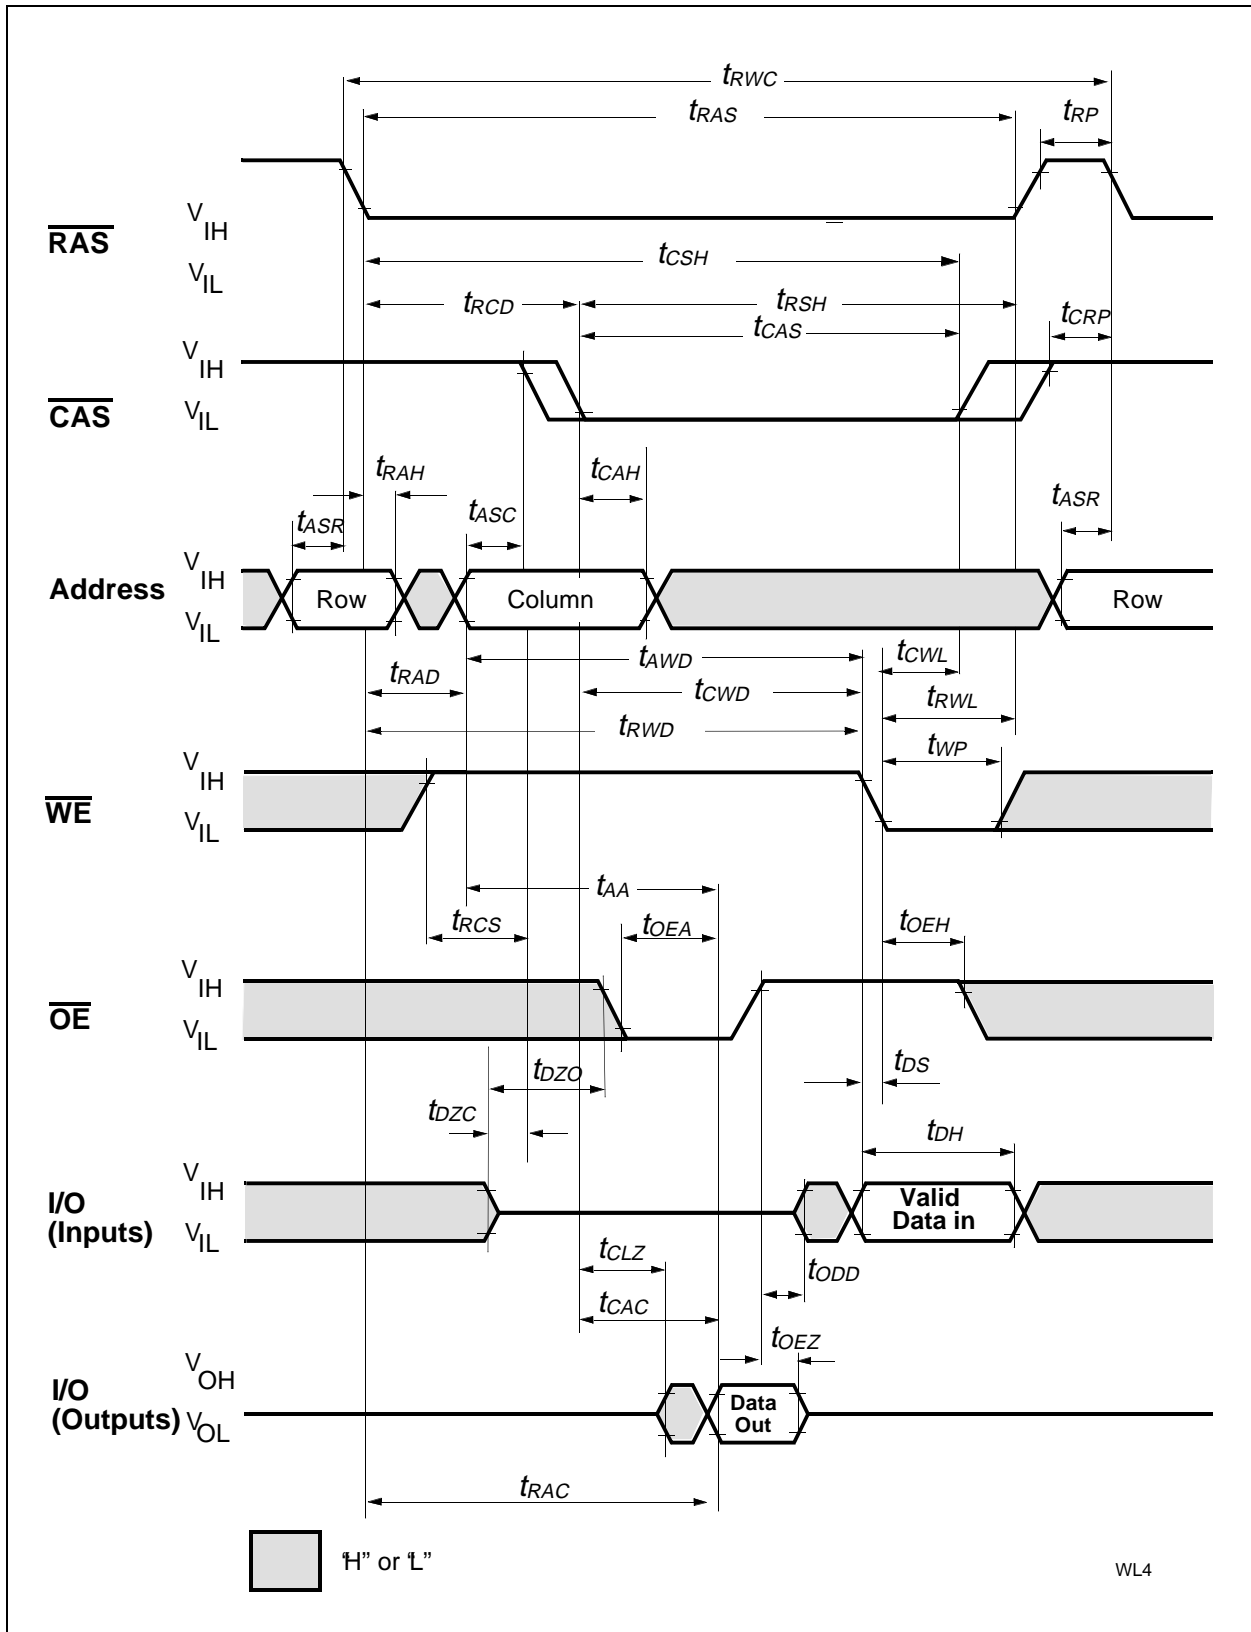 tRWC
tRAS
tRP
VIH
RAS
VIL
tCSH
tRCD
tRSH
tCAS
tCRP
VIH
CAS
VIL
tRAH
tCAH
tASR
tASC
tASR
VIH
Address
Row
Column
Row
VIL
tAWD
tCWL
tRAD
tCWD
tRWL
tRWD
tWP
VIH
WE
VIL
tAA
tRCS
tOEA
tOEH
VIH
OE
VIL
tDZO
tDS
tDZC
tDH
VIH
I/O
(Inputs)
VIL
Valid
Data in
tCLZ
tODD
tCAC
tOEZ
VOH
I/O
(Outputs)
VOL
Data
Out
tRAC
“H” or “L”
WL4